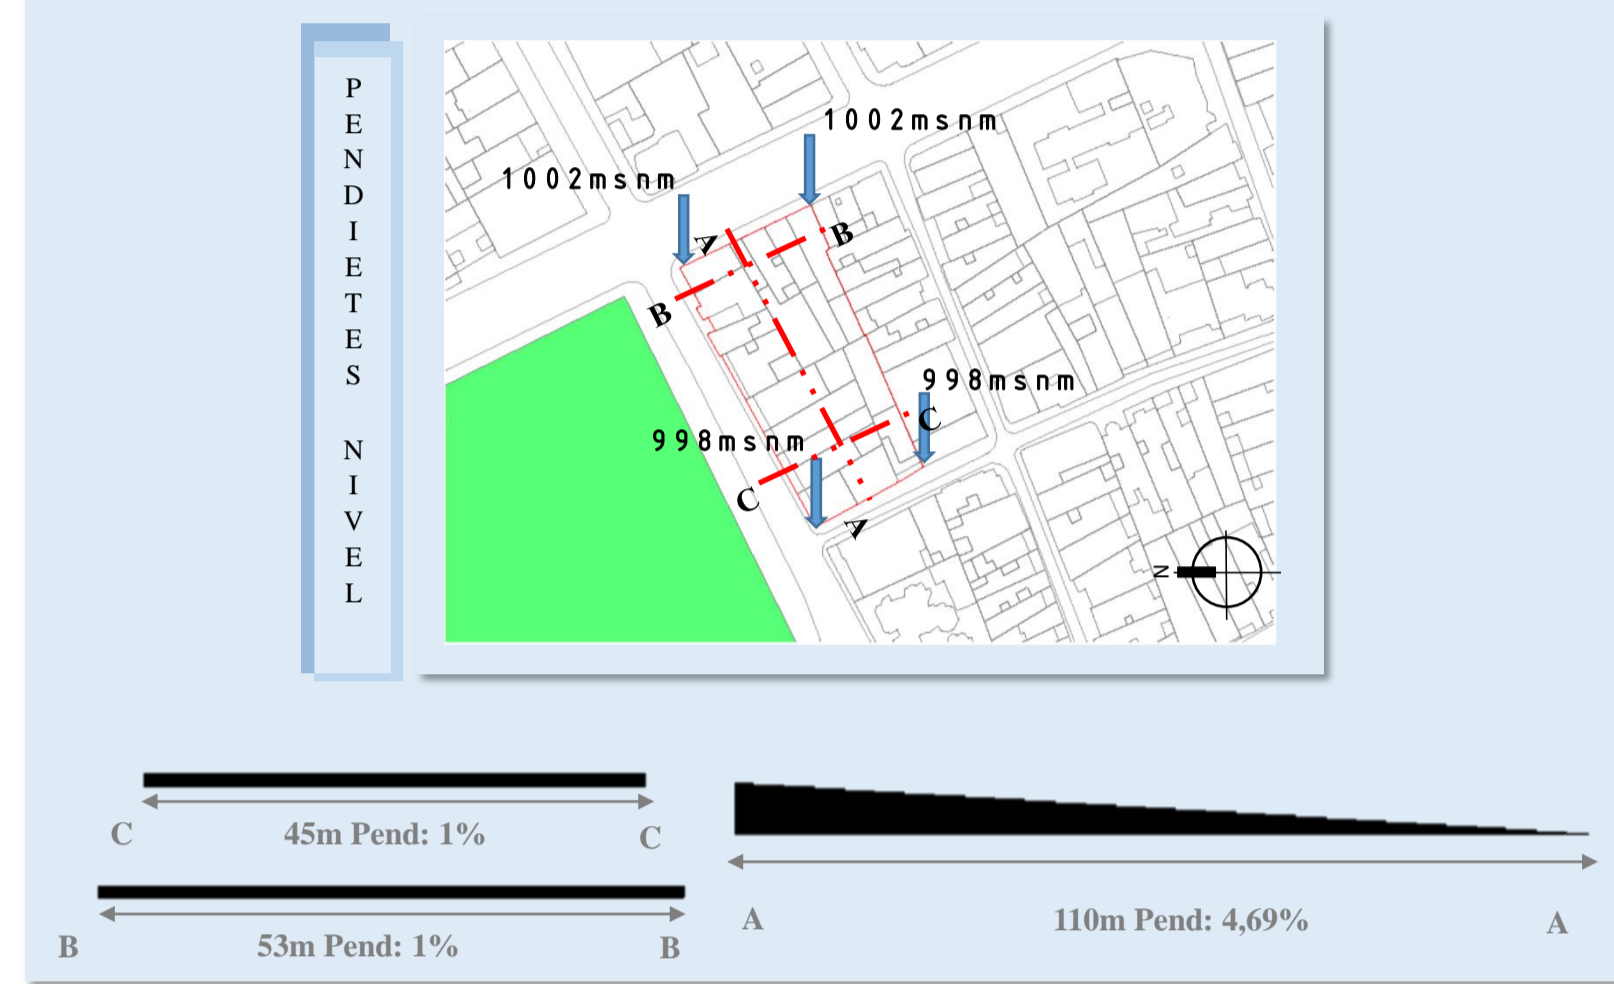 PENDIETES
NIVEL
1002msnm
1002msnm
A
B
B
998msnm
C
998msnm
C
A
N
45m Pend: 1%
C
C
53m Pend: 1%
B
B
110m Pend: 4,69%
A
A